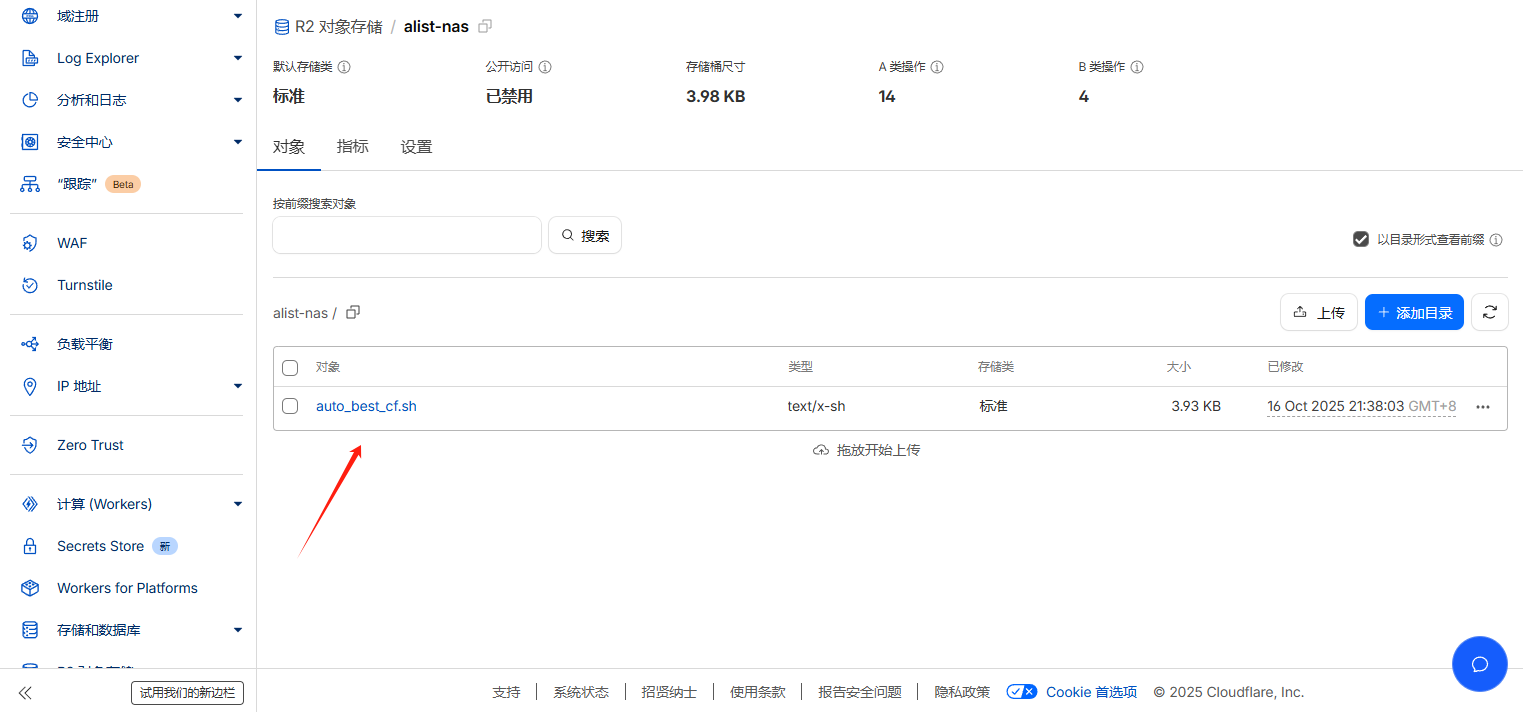 域注册
Log Explorer
分析和日志
安全中心
“跟踪” Beta
WAF
Turnstile
负载平衡
IP 地址
Zero Trust
计算 (Workers)
Secrets Store 新
Workers for Platforms
存储和数据库
试用我们的新边栏
R2 对象存储 / alist-nas
默认存储类 公开访问 存储桶尺寸 A 类操作 B 类操作
标准 已禁用 3.98 KB 14 4
对象 指标 设置
按前缀搜索对象
搜索
以目录形式查看前缀
alist-nas /
上传 + 添加目录
对象 类型 存储类 大小 已修改
auto_best_cf.sh text/x-sh 标准 3.93 KB 16 Oct 2025 21:38:03 GMT+8
拖放开始上传
支持 系统状态 招贤纳士 使用条款 报告安全问题 隐私政策 Cookie 首选项 © 2025 Cloudflare, Inc.